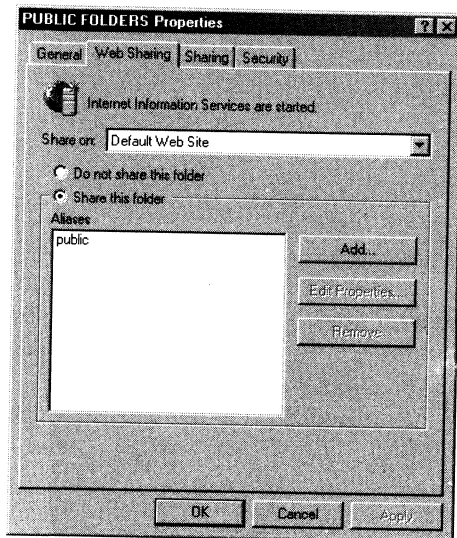 PUBLIC FOLDERS Properties
General Web Sharing Sharing Security
Internet Information Services are started.
Share on: Default Web Site
Do not share this folder
Share this folder
Aliases
public
Add...
Edit Properties...
Remove
OK Cancel Apply